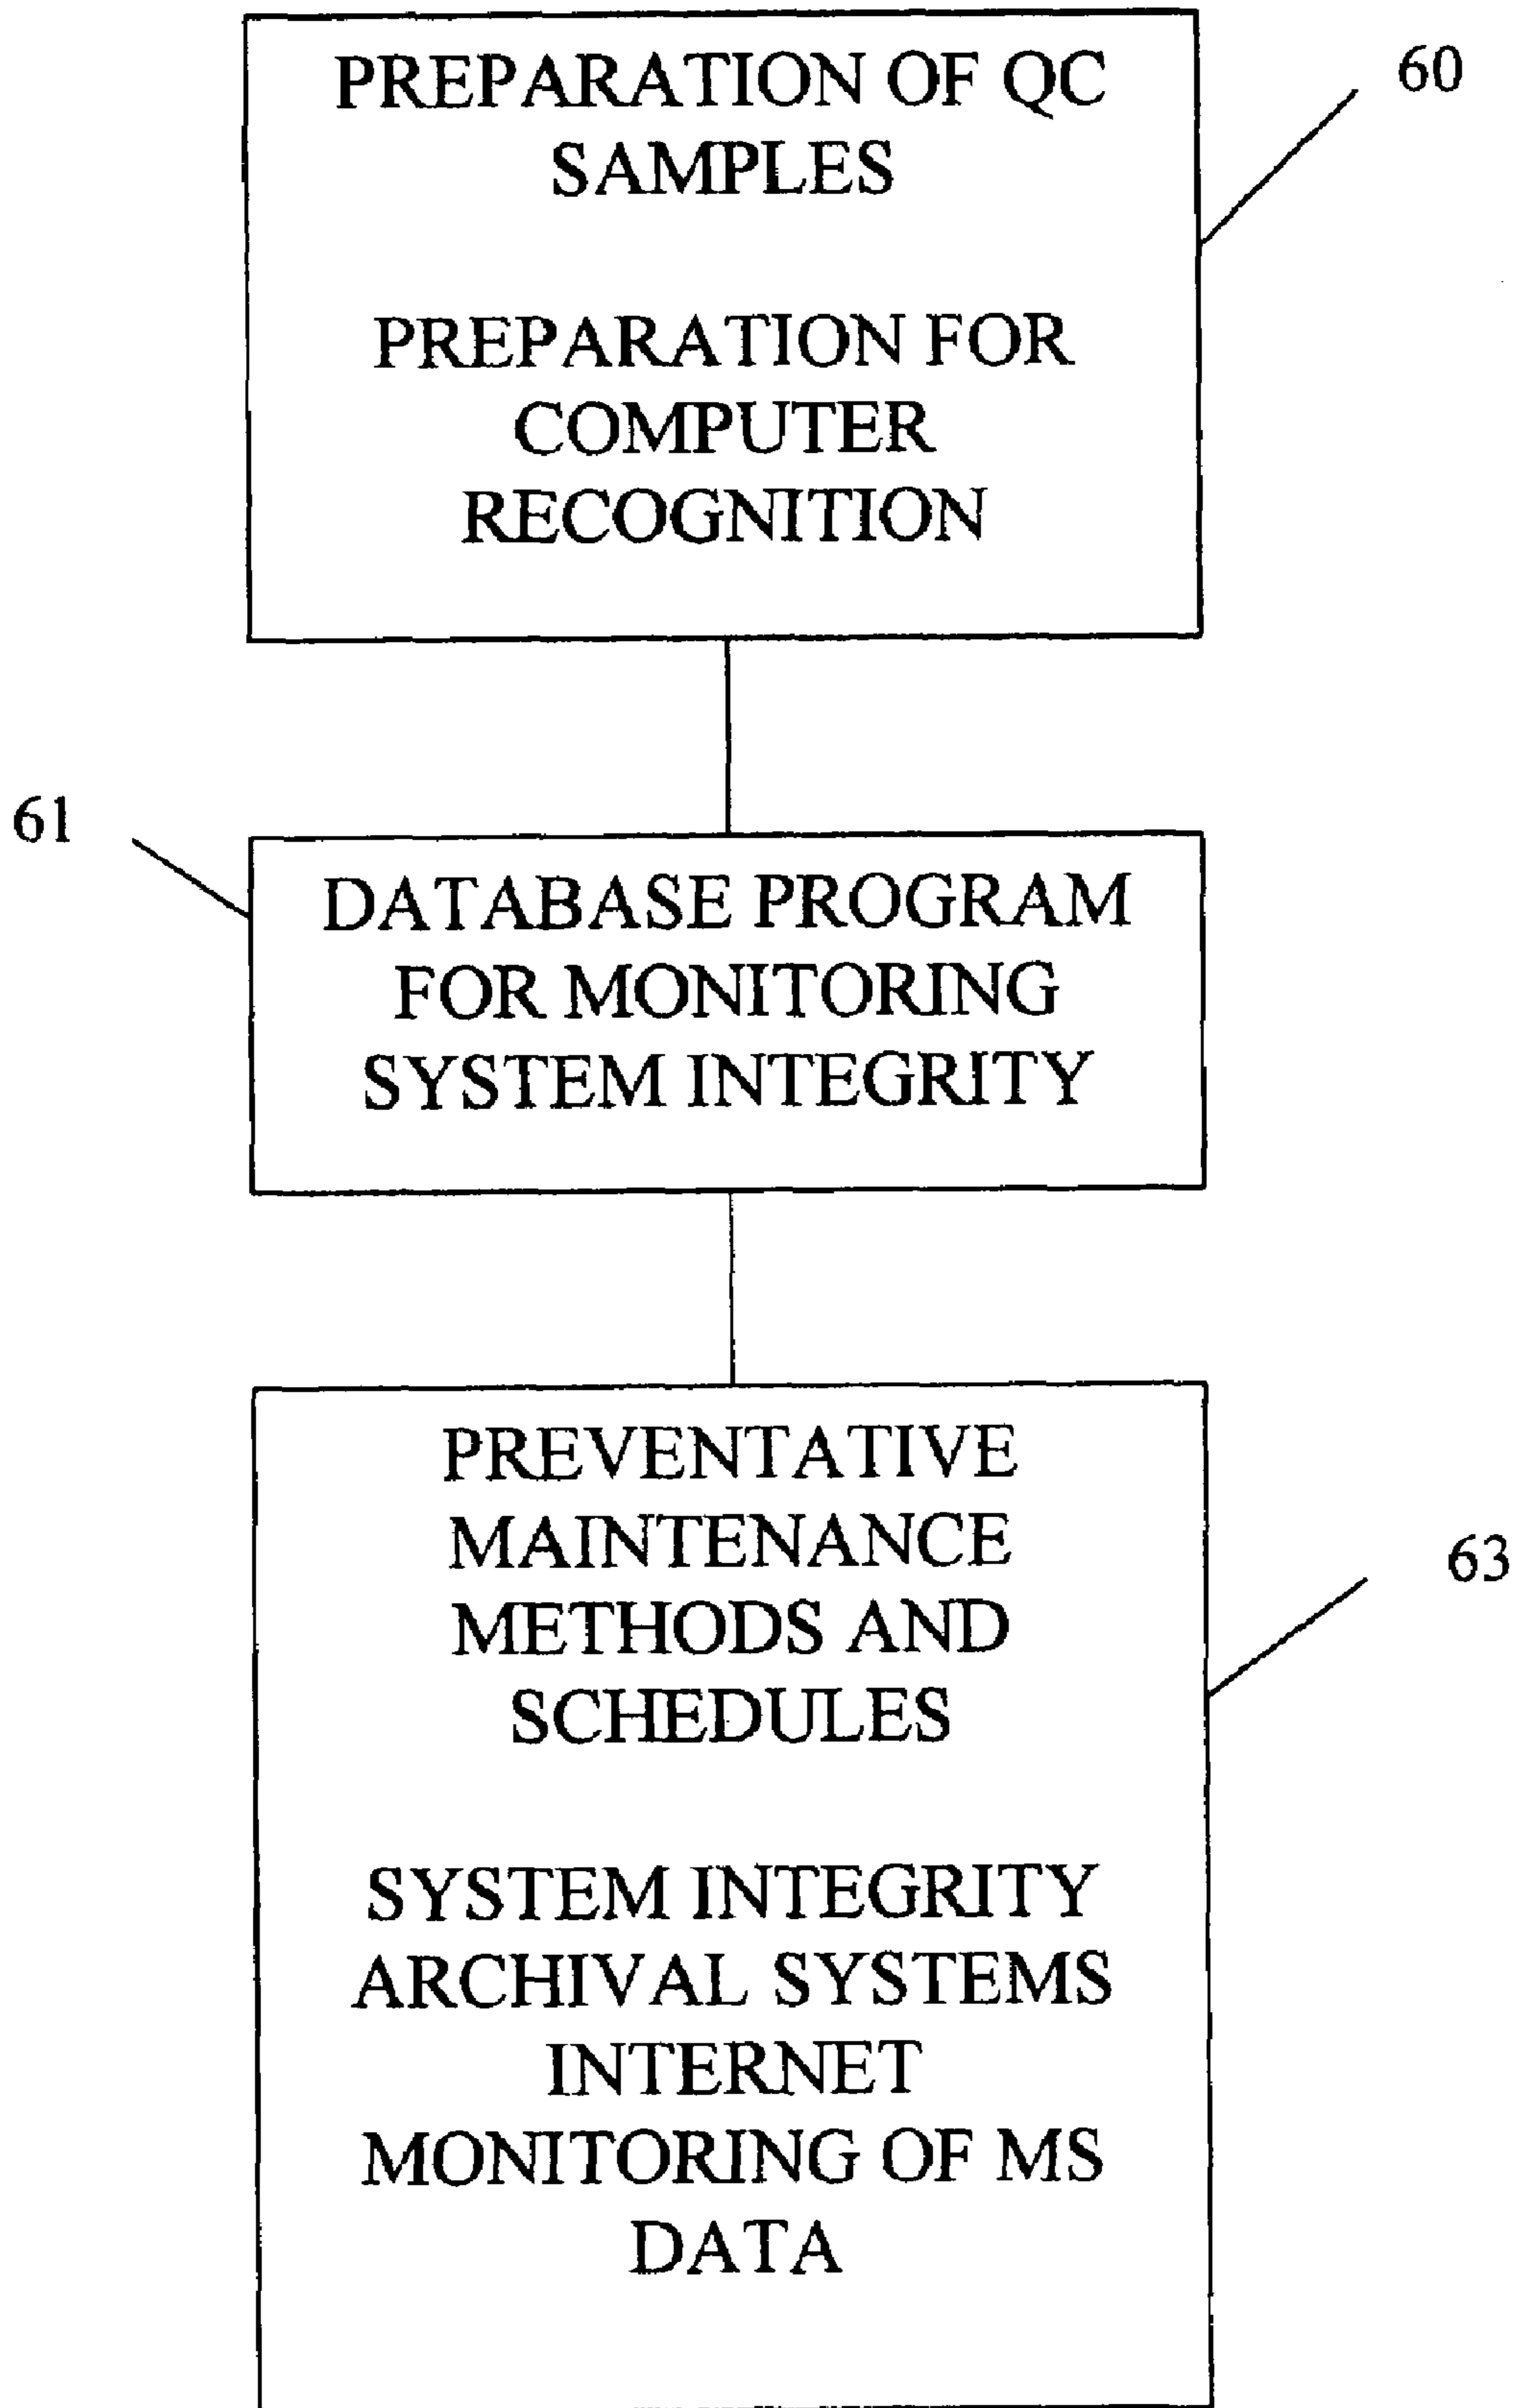 PREPARATION OF QC
SAMPLES
60
PREPARATION FOR
COMPUTER
RECOGNITION
61
DATABASE PROGRAM
FOR MONITORING
SYSTEM INTEGRITY
PREVENTATIVE
MAINTENANCE
METHODS AND
SCHEDULES
63
SYSTEM INTEGRITY
ARCHIVAL SYSTEMS
INTERNET
MONITORING OF MS
DATA